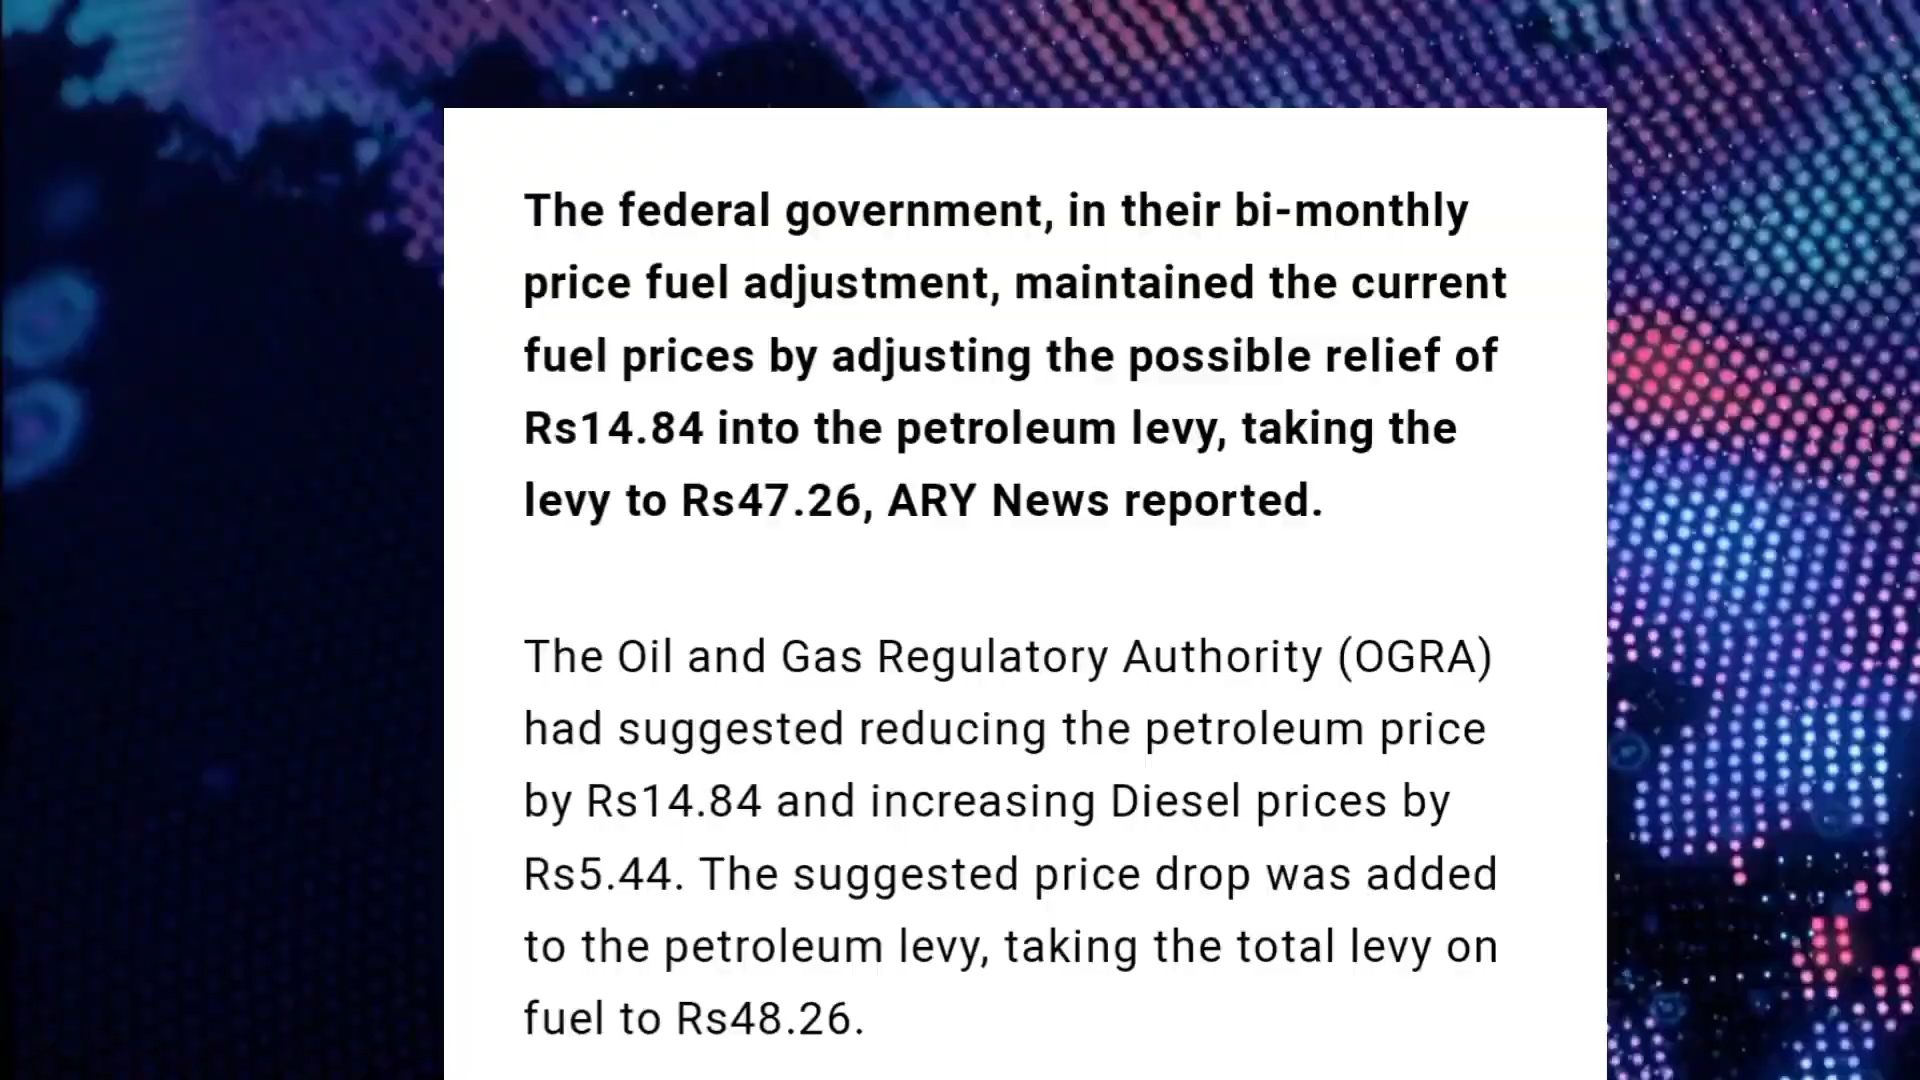 The federal government, in their bi-monthly
price fuel adjustment, maintained the current
fuel prices by adjusting the possible relief of
Rs14.84 into the petroleum levy, taking the
levy to Rs47.26, ARY News reported.
The Oil and Gas Regulatory Authority (OGRA)
had suggested reducing the petroleum price
by Rs14.84 and increasing Diesel prices by
Rs5.44. The suggested price drop was added
to the petroleum levy, taking the total levy on
fuel to Rs48.26.